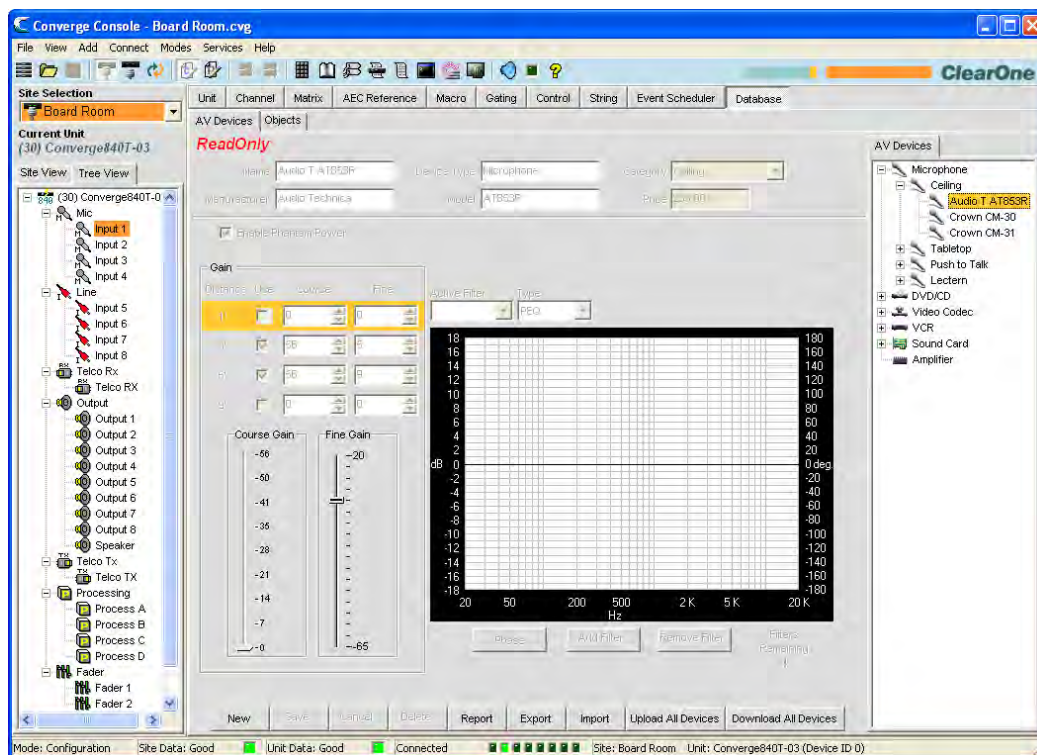 Converge Console - Board Room.cvg
File View Add Connect Modes Services Help
ClearOne
Site Selection
Board Room
Current Unit
(30) Converge840T-03
Site View Tree View
(30) Converge840T-0
Mic
Input 1
Input 2
Input 3
Input 4
Line
Input 5
Input 6
Input 7
Input 8
Telco Rx
Telco RX
Output
Output 1
Output 2
Output 3
Output 4
Output 5
Output 6
Output 7
Output 8
Speaker
Telco Tx
Telco TX
Processing
Process A
Process B
Process C
Process D
Fader
Fader 1
Fader 2
Unit Channel Matrix AEC Reference Macro Gating Control String Event Scheduler Database
AV Devices Objects
ReadOnly
Name Audio T AT853R Device Type Microphone Category Ceiling
Manufacturer Audio Technica Model AT853R Price
Enable Phantom Power
Gain
Distance Use Course Fine
0 0
56
56
0 0
Active Filter Type
PEQ
Course Gain Fine Gain
-56
-50
-41
-35
-28
-21
-14
-7
-0
-20
-65
18 180
16 160
14 140
12 120
10 100
8 80
6 60
4 40
2 20
dB 0 0 deg.
-2 -20
-4 -40
-6 -60
-8 -80
-10 -100
-12 -120
-14 -140
-16 -160
-18 -180
20 50 200 500 2 K 5 K 20 K
Hz
Phase Add Filter Remove Filter Filters Remaining
New Save Cancel Delete Report Export Import Upload All Devices Download All Devices
AV Devices
Microphone
Ceiling
Audio T AT853R
Crown CM-30
Crown CM-31
Tabletop
Push to Talk
Lectern
DVD/CD
Video Codec
VCR
Sound Card
Amplifier
Mode: Configuration Site Data: Good Unit Data: Good Connected Site: Board Room Unit: Converge840T-03 (Device ID 0)